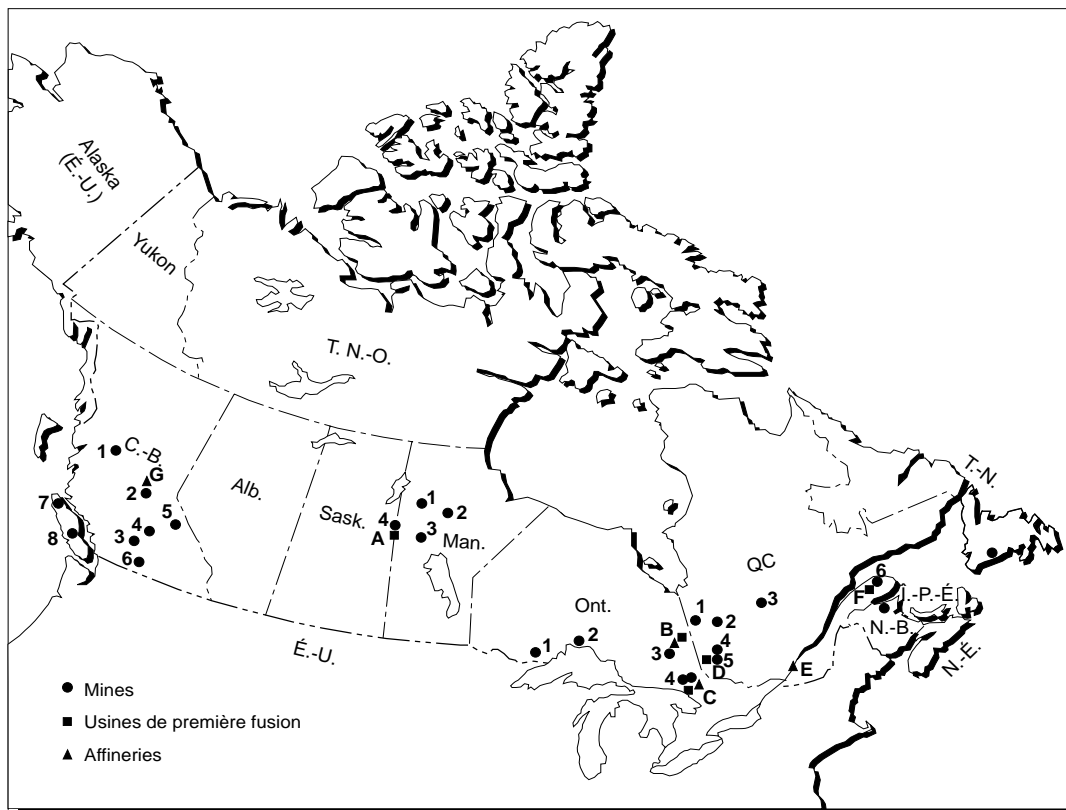 Alaska
(É.-U.)
Yukon
T. N.-O.
1
C.-B.
G
2
7
5
4
3
8
6
Alb.
Sask.
4
A
1
2
3
Man.
T.-N.
QC
6
F
Î.-P.-É.
N.-B.
N.-É.
3
1
2
Ont.
B
4
1
2
3
5
D
E
4
C
É.-U.
Mines
Usines de première fusion
Affineries